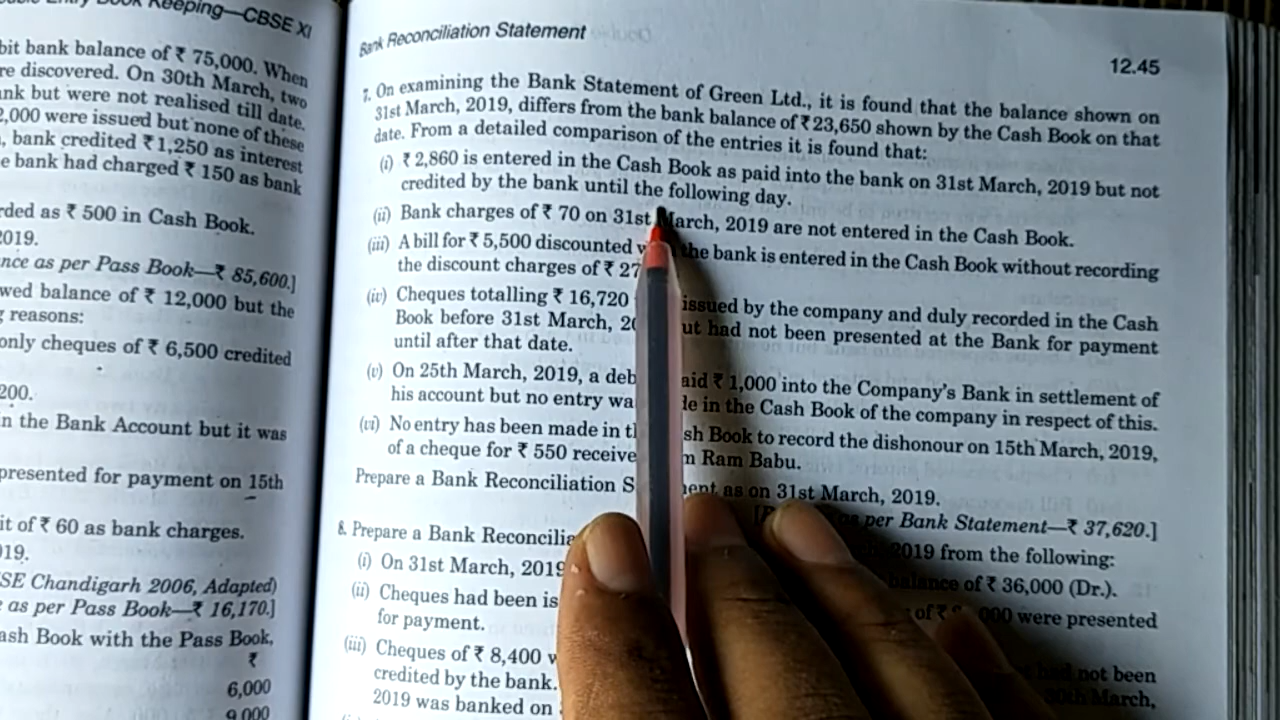 Keeping—CBSE XI
bit bank balance of ₹ 75,000. When
re discovered. On 30th March, two
ank but were not realised till date.
2,000 were issued but none of these
, bank credited ₹ 1,250 as interest
e bank had charged ₹ 150 as bank
rded as ₹ 500 in Cash Book.
2019.
nce as per Pass Book—₹ 85,600.]
wed balance of ₹ 12,000 but the
g reasons:
only cheques of ₹ 6,500 credited
200.
n the Bank Account but it was
presented for payment on 15th
it of ₹ 60 as bank charges.
019.
SE Chandigarh 2006, Adapted)
e as per Pass Book—₹ 16,170.]
ash Book with the Pass Book,
₹
6,000
9,000
Bank Reconciliation Statement
12.45
7. On examining the Bank Statement of Green Ltd., it is found that the balance shown on
31st March, 2019, differs from the bank balance of ₹ 23,650 shown by the Cash Book on that
date. From a detailed comparison of the entries it is found that:
(i) ₹ 2,860 is entered in the Cash Book as paid into the bank on 31st March, 2019 but not
credited by the bank until the following day.
(ii) Bank charges of ₹ 70 on 31st March, 2019 are not entered in the Cash Book.
(iii) A bill for ₹ 5,500 discounted the bank is entered in the Cash Book without recording
the discount charges of ₹ 27
(iv) Cheques totalling ₹ 16,720 issued by the company and duly recorded in the Cash
Book before 31st March, 20 ut had not been presented at the Bank for payment
until after that date.
(v) On 25th March, 2019, a deb aid ₹ 1,000 into the Company's Bank in settlement of
his account but no entry wa de in the Cash Book of the company in respect of this.
(vi) No entry has been made in t sh Book to record the dishonour on 15th March, 2019,
of a cheque for ₹ 550 receive m Ram Babu.
Prepare a Bank Reconciliation S ent as on 31st March, 2019.
as per Bank Statement—₹ 37,620.]
8. Prepare a Bank Reconcilia 2019 from the following:
(i) On 31st March, 2019 balance of ₹ 36,000 (Dr.).
(ii) Cheques had been is of ₹ 000 were presented
for payment.
(iii) Cheques of ₹ 8,400 had not been
credited by the bank. 30th March,
2019 was banked on